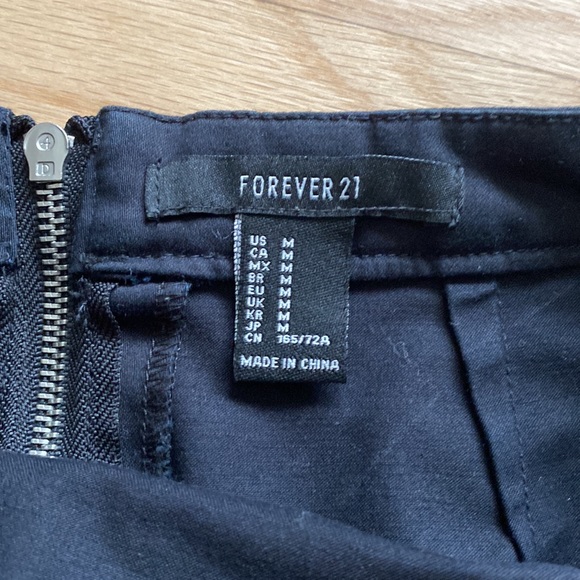 FOREVER 21
US M
CA M
MX M
BR M
EU M
UK M
KR M
JP M
CN 165/72A
MADE IN CHINA